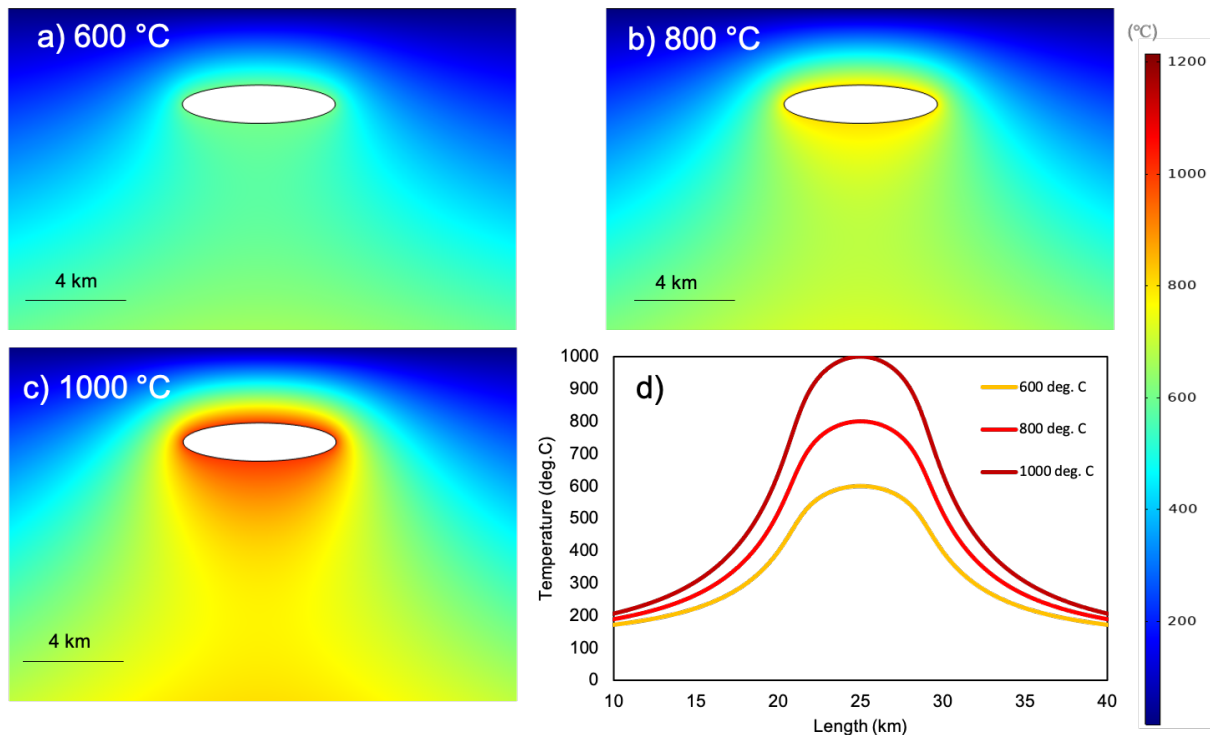 a) 600 °C
4 km
b) 800 °C
4 km
(°C)
1200
1000
800
600
400
200
c) 1000 °C
4 km
d)
Temperature (deg.C)
1000
900
800
700
600
500
400
300
200
100
0
10 15 20 25 30 35 40
Length (km)
600 deg. C
800 deg. C
1000 deg. C